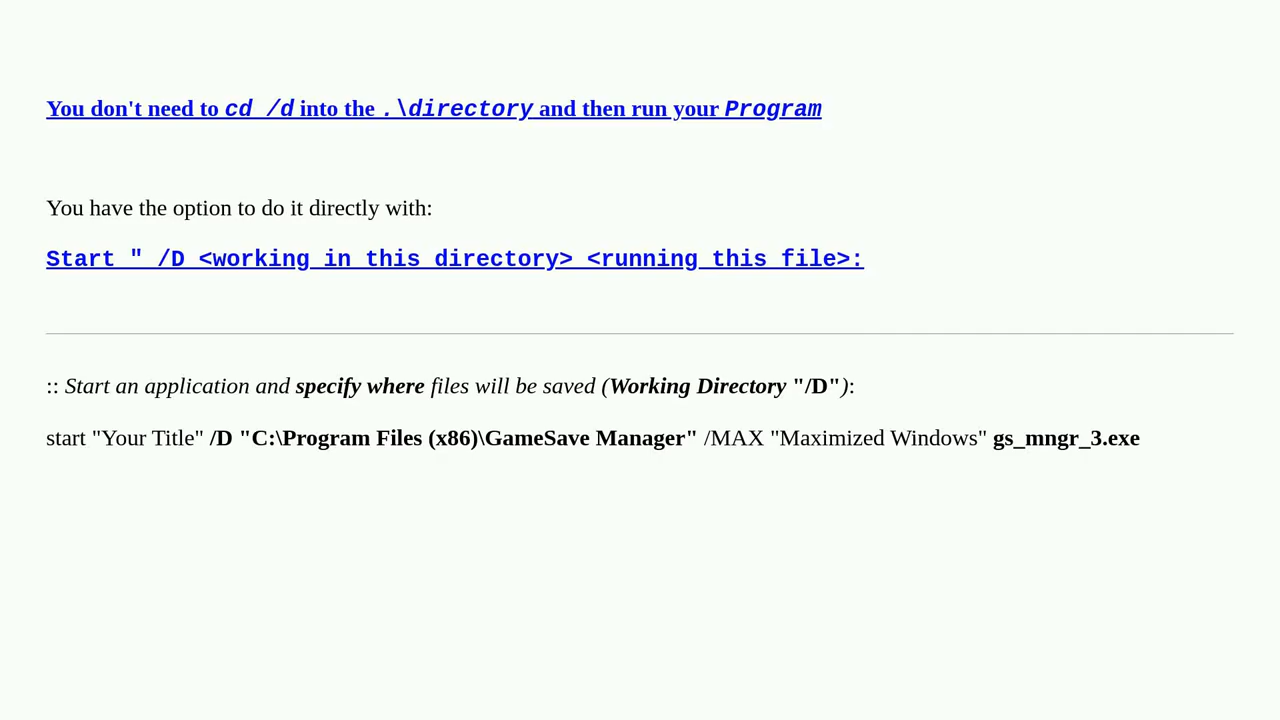 You don't need to cd /d into the .\directory and then run your Program
You have the option to do it directly with:
Start " /D <working in this directory> <running this file>:
:: Start an application and specify where files will be saved (Working Directory "/D"):
start "Your Title" /D "C:\Program Files (x86)\GameSave Manager" /MAX "Maximized Windows" gs_mngr_3.exe